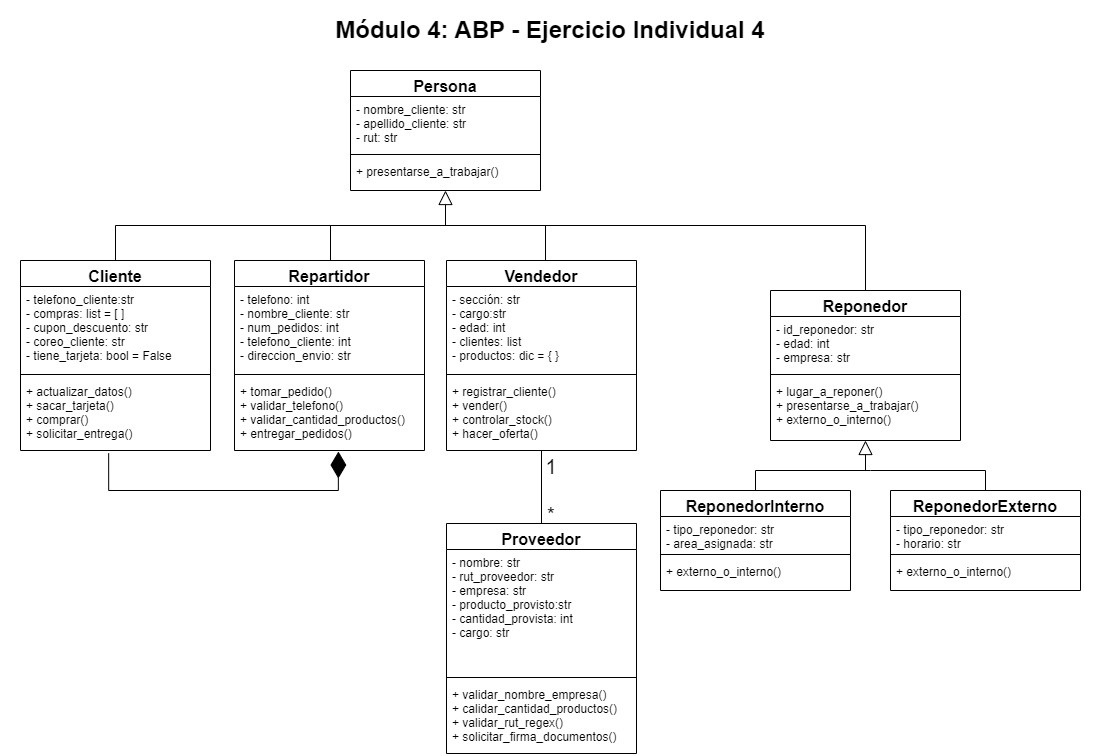 Módulo 4: ABP - Ejercicio Individual 4
Persona
- nombre_cliente: str
- apellido_cliente: str
- rut: str
+ presentarse_a_trabajar()
Cliente
- telefono_cliente:str
- compras: list = [ ]
- cupon_descuento: str
- coreo_cliente: str
- tiene_tarjeta: bool = False
+ actualizar_datos()
+ sacar_tarjeta()
+ comprar()
+ solicitar_entrega()
Repartidor
- telefono: int
- nombre_cliente: str
- num_pedidos: int
- telefono_cliente: int
- direccion_envio: str
+ tomar_pedido()
+ validar_telefono()
+ validar_cantidad_productos()
+ entregar_pedidos()
Vendedor
- sección: str
- cargo:str
- edad: int
- clientes: list
- productos: dic = { }
+ registrar_cliente()
+ vender()
+ controlar_stock()
+ hacer_oferta()
Reponedor
- id_reponedor: str
- edad: int
- empresa: str
+ lugar_a_reponer()
+ presentarse_a_trabajar()
+ externo_o_interno()
1
*
Proveedor
- nombre: str
- rut_proveedor: str
- empresa: str
- producto_provisto:str
- cantidad_provista: int
- cargo: str
+ validar_nombre_empresa()
+ calidar_cantidad_productos()
+ validar_rut_regex()
+ solicitar_firma_documentos()
ReponedorInterno
- tipo_reponedor: str
- area_asignada: str
+ externo_o_interno()
ReponedorExterno
- tipo_reponedor: str
- horario: str
+ externo_o_interno()